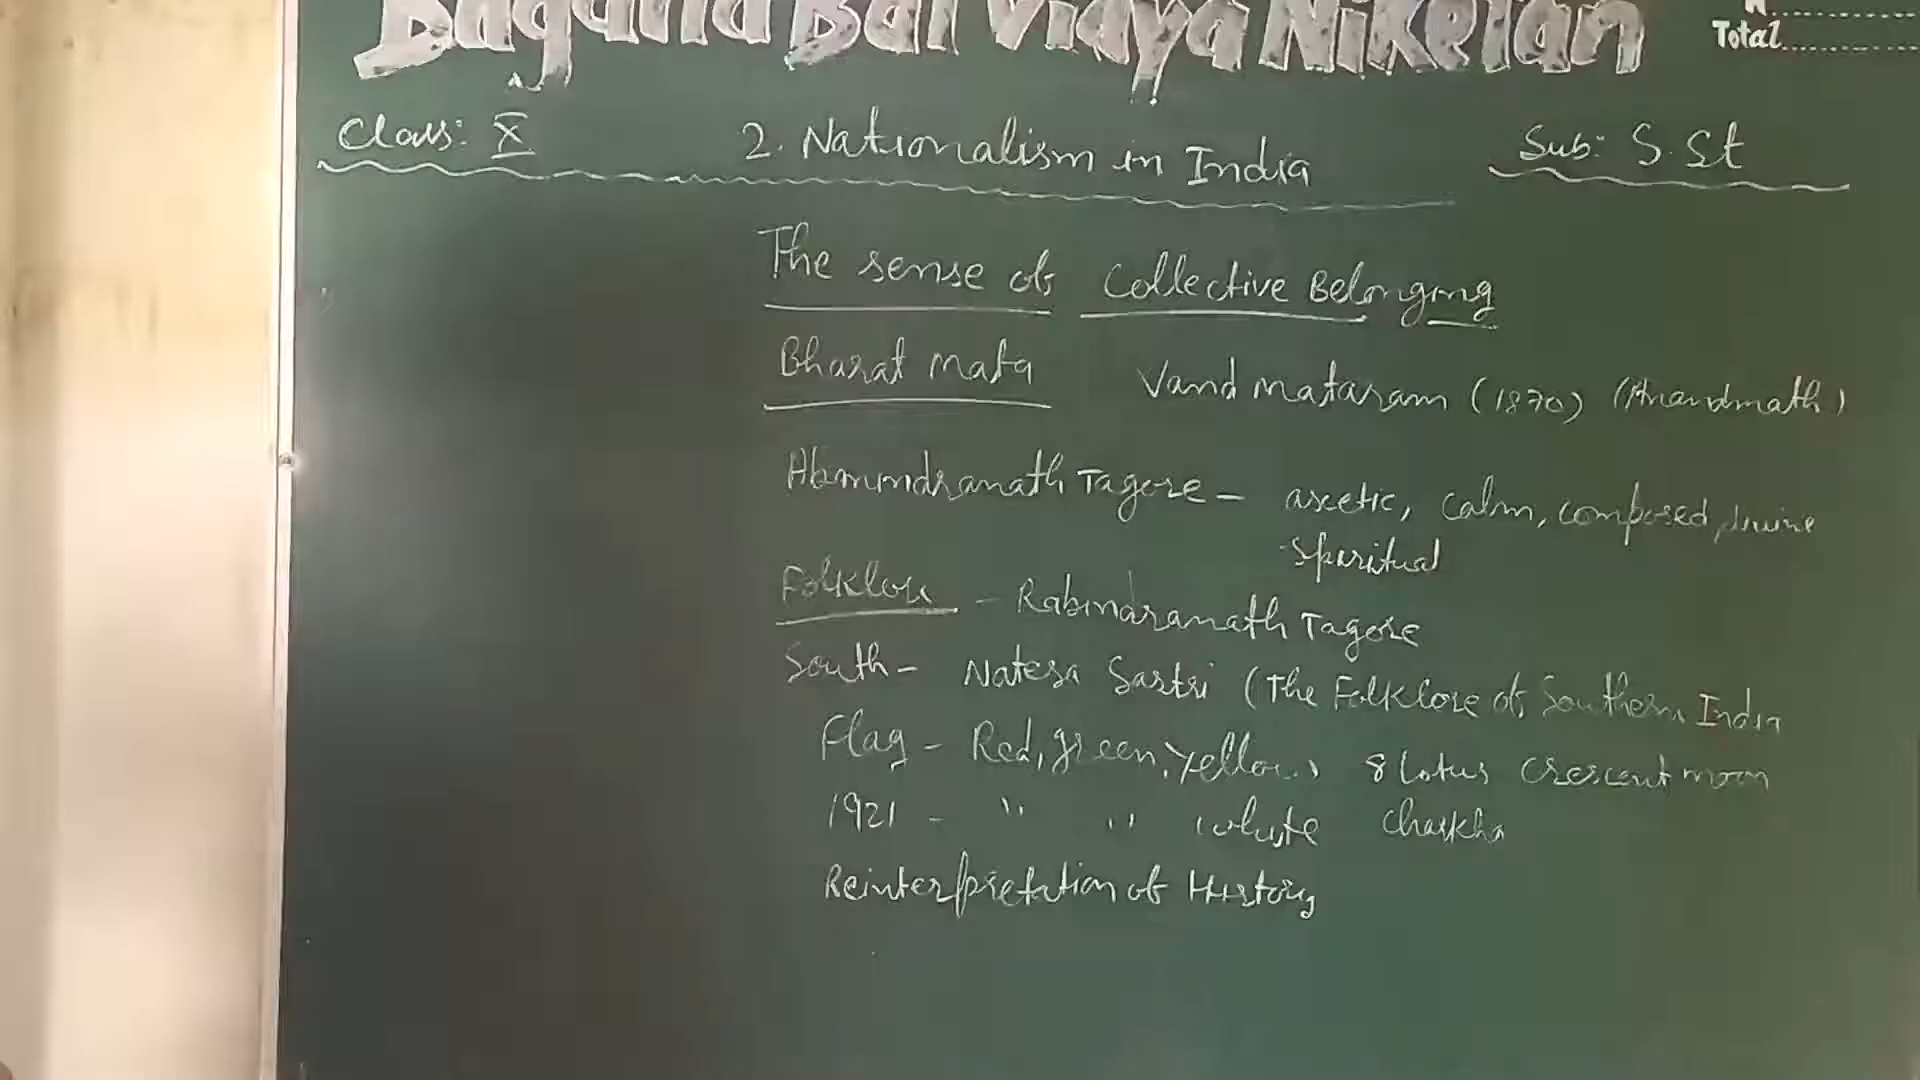 Baguna Bal Vidya Niketan
Total
Class: X
2. Nationalism in India
Sub: S.St
The sense of Collective Belonging
Bharat Mata Vand Mataram (1870) (Anandmath)
Abanindranath Tagore - ascetic, calm, composed, divine
Spiritual
Folklore - Rabindranath Tagore
South - Natesa Sastri (The Folklore of Southern India
Flag - Red, green, yellow 8 lotus crescent moon
1921 - " " white charkha
Reinterpretation of History